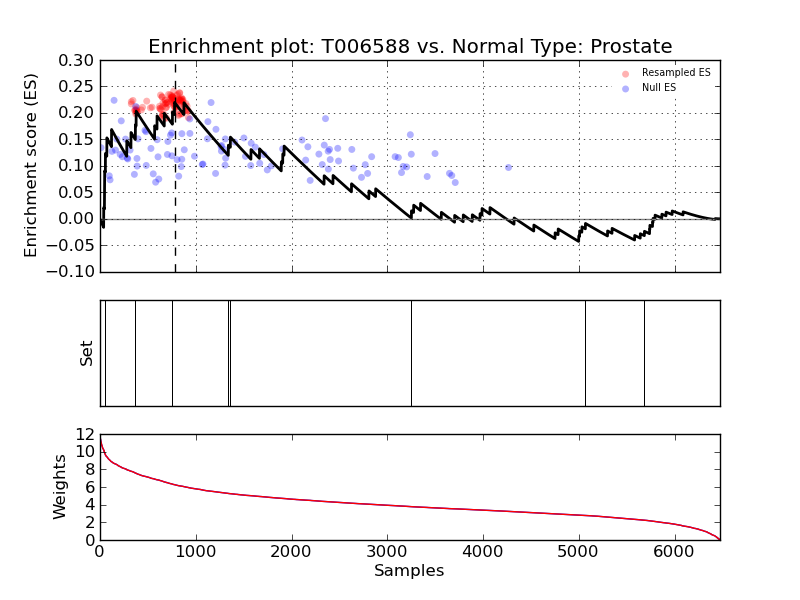 Enrichment plot: T006588 vs. Normal Type: Prostate
Enrichment score (ES)
0.30
0.25
0.20
0.15
0.10
0.05
0.00
−0.05
−0.10
Resampled ES
Null ES
Set
Weights
12
10
8
6
4
2
0
0 1000 2000 3000 4000 5000 6000
Samples